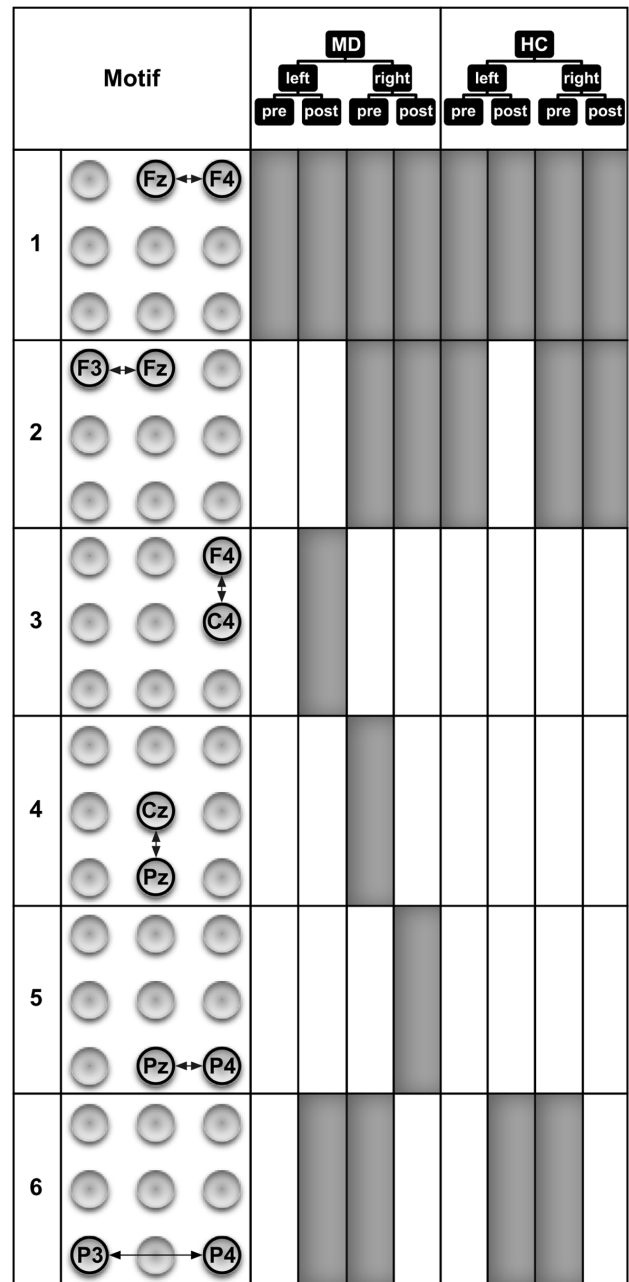 Motif
MD HC
left right left right
pre post pre post pre post pre post
1 Fz F4
2 F3 Fz
3 F4
C4
4 Cz
Pz
5 Pz P4
6 P3 P4